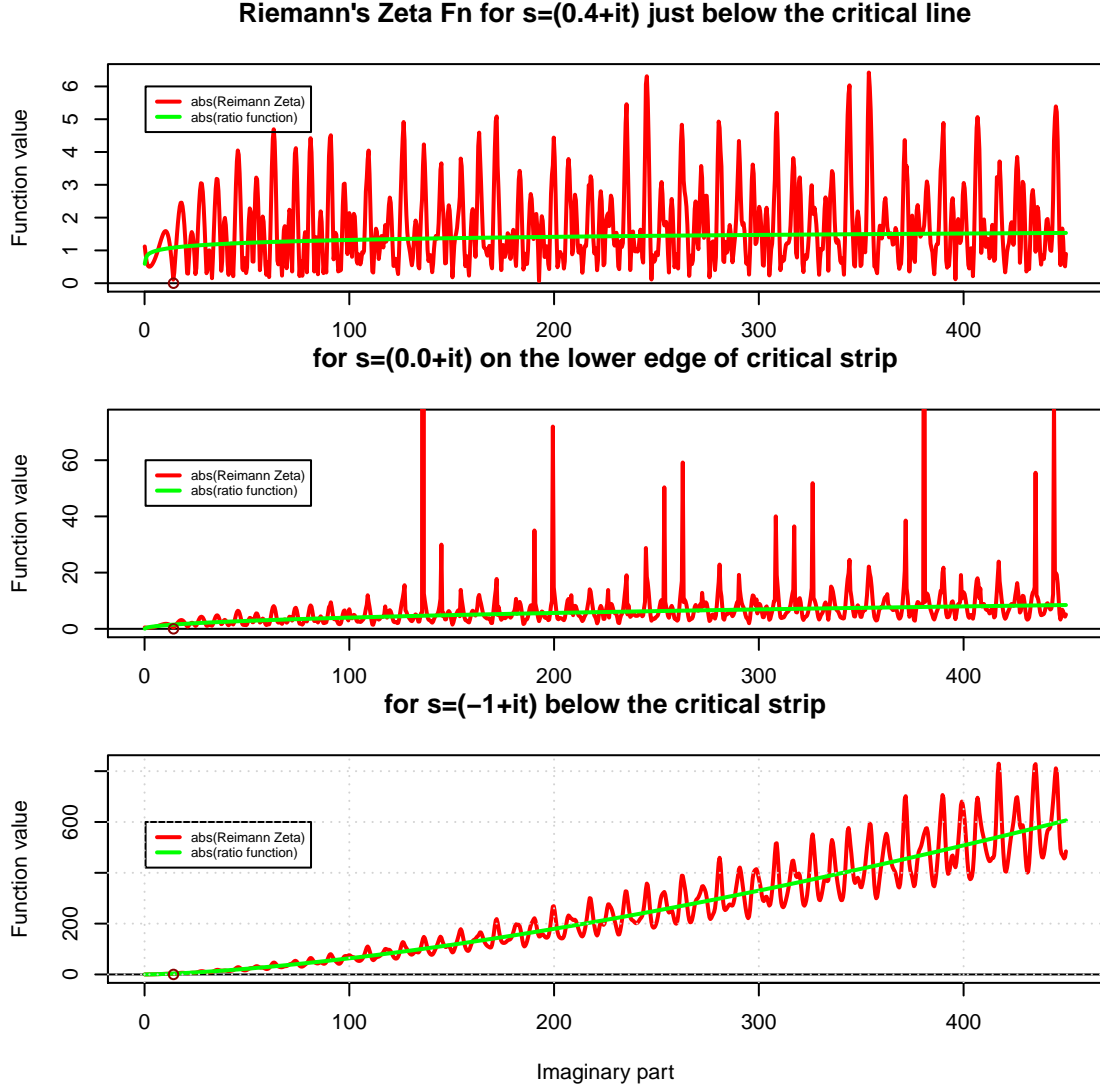 Riemann's Zeta Fn for s=(0.4+it) just below the critical line
Function value
6
5
4
3
2
1
0
abs(Reimann Zeta)
abs(ratio function)
0 100 200 300 400
for s=(0.0+it) on the lower edge of critical strip
Function value
60
40
20
0
abs(Reimann Zeta)
abs(ratio function)
0 100 200 300 400
for s=(−1+it) below the critical strip
Function value
600
200
0
abs(Reimann Zeta)
abs(ratio function)
0 100 200 300 400
Imaginary part